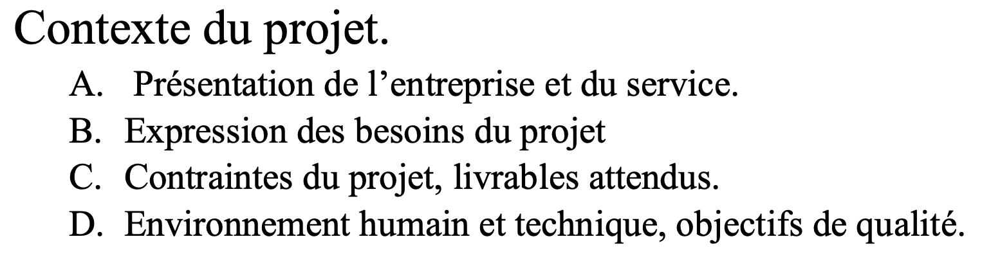 Contexte du projet.
A. Présentation de l’entreprise et du service.
B. Expression des besoins du projet
C. Contraintes du projet, livrables attendus.
D. Environnement humain et technique, objectifs de qualité.